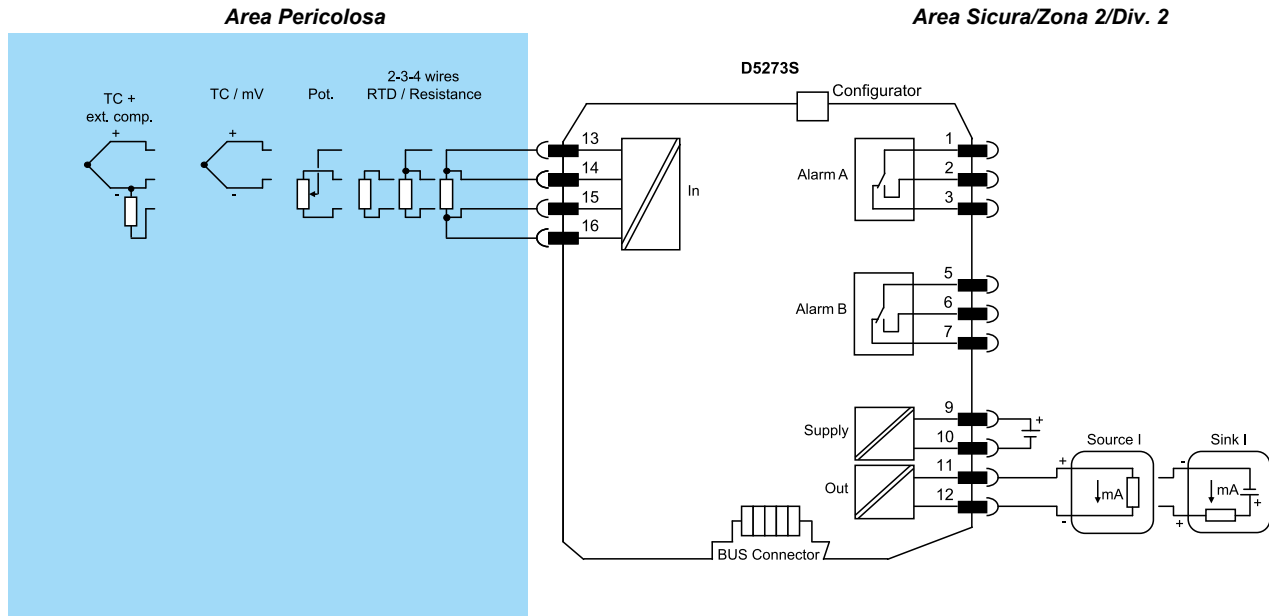 Area Pericolosa
Area Sicura/Zona 2/Div. 2
D5273S
Configurator
TC +
ext. comp.
+
-
TC / mV
+
-
Pot.
2-3-4 wires
RTD / Resistance
13
14
15
16
In
Alarm A
1
2
3
Alarm B
5
6
7
Supply
9
10
+
Out
11
12
Source I
+
mA
-
Sink I
-
mA
+
+
BUS Connector